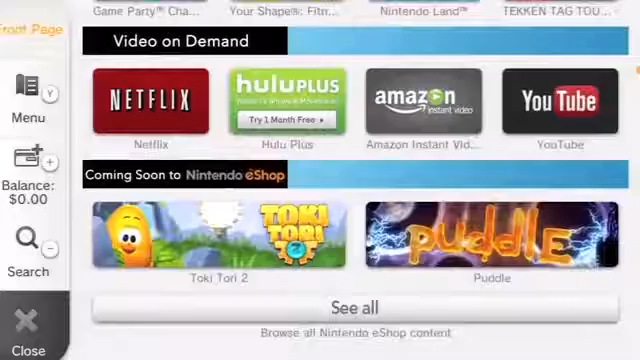 Game Party™ Cha...
Your Shape®: Fitn...
Nintendo Land™
TEKKEN TAG TOU...
Front Page
Video on Demand
Y
Menu
NETFLIX
huluPLUS
Try 1 Month Free
amazon
instant video
YouTube
Netflix
Hulu Plus
Amazon Instant Vid...
YouTube
+
Balance:
$0.00
Coming Soon to Nintendo eShop
TOKI
TORI
2
puddle
−
Search
Toki Tori 2
Puddle
See all
Close
Browse all Nintendo eShop content